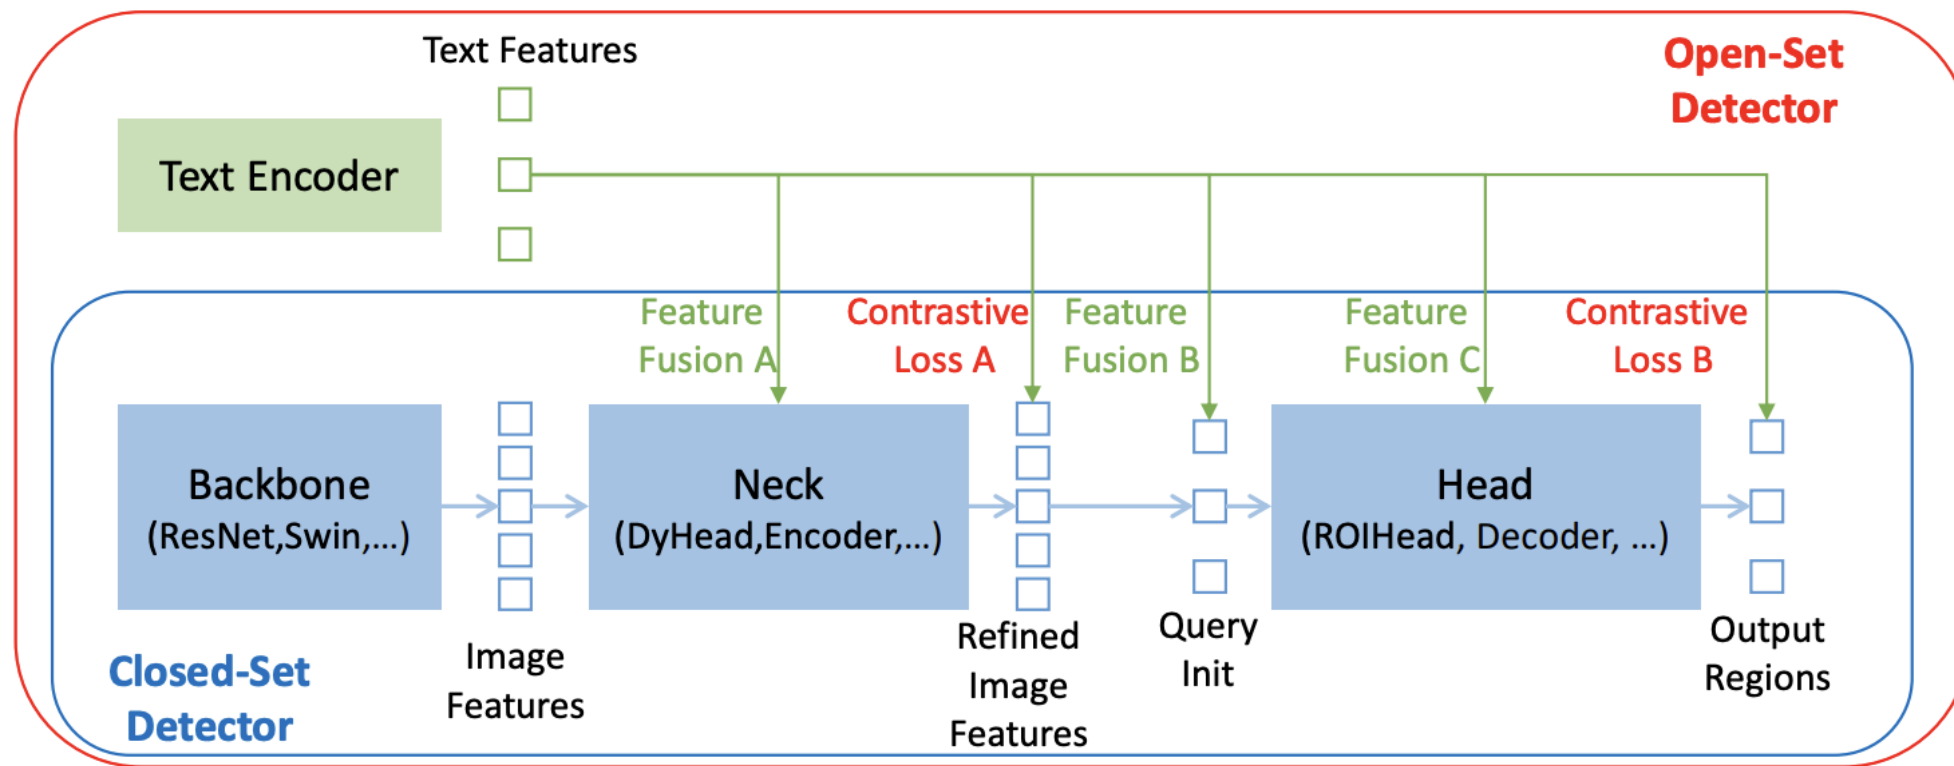 Text Features
Open-Set
Detector
Text Encoder
Feature
Fusion A
Contrastive
Loss A
Feature
Fusion B
Feature
Fusion C
Contrastive
Loss B
Backbone
(ResNet,Swin,...)
Neck
(DyHead,Encoder,...)
Head
(ROIHead, Decoder, ...)
Closed-Set
Detector
Image
Features
Refined
Image
Features
Query
Init
Output
Regions